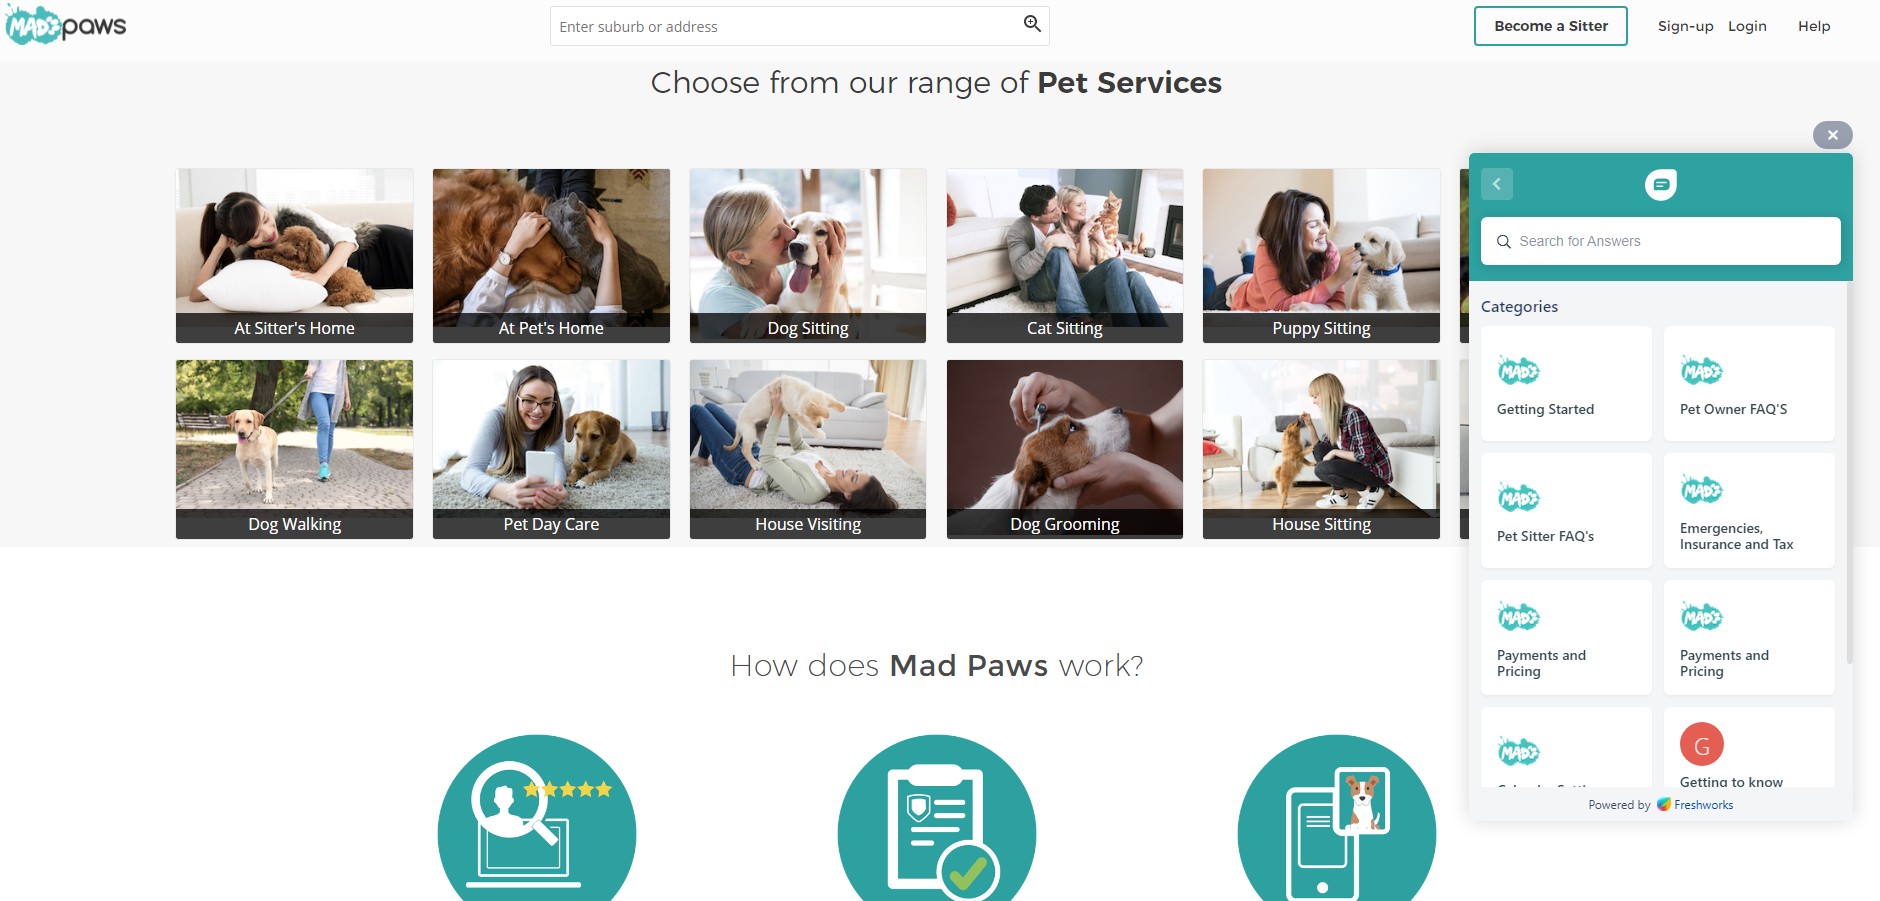 MAD paws
Enter suburb or address
Become a Sitter
Sign-up
Login
Help
Choose from our range of Pet Services
At Sitter's Home
At Pet's Home
Dog Sitting
Cat Sitting
Puppy Sitting
Dog Walking
Pet Day Care
House Visiting
Dog Grooming
House Sitting
How does Mad Paws work?
Search for Answers
Categories
MAD
Getting Started
MAD
Pet Owner FAQ'S
MAD
Pet Sitter FAQ's
MAD
Emergencies,
Insurance and Tax
MAD
Payments and
Pricing
MAD
Payments and
Pricing
MAD
G
Getting to know
Powered by Freshworks